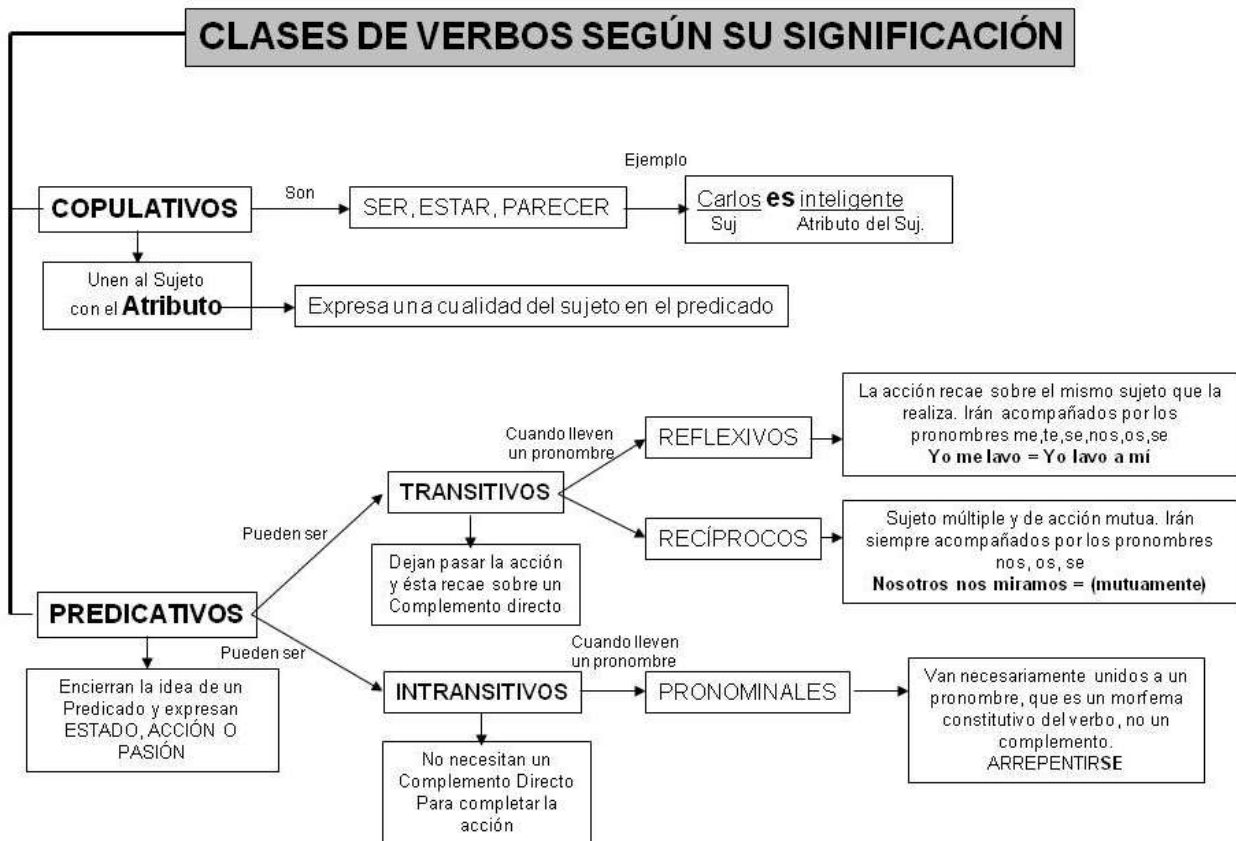 CLASES DE VERBOS SEGÚN SU SIGNIFICACIÓN
COPULATIVOS
Son
SER, ESTAR, PARECER
Ejemplo
Carlos es inteligente
Suj Atributo del Suj.
Unen al Sujeto
con el Atributo
Expresa una cualidad del sujeto en el predicado
PREDICATIVOS
Encierran la idea de un
Predicado y expresan
ESTADO, ACCIÓN O
PASIÓN
Pueden ser
TRANSITIVOS
Dejan pasar la acción
y ésta recae sobre un
Complemento directo
Cuando lleven
un pronombre
REFLEXIVOS
La acción recae sobre el mismo sujeto que la
realiza. Irán acompañados por los
pronombres me,te,se,nos,os,se
Yo me lavo = Yo lavo a mí
RECÍPROCOS
Sujeto múltiple y de acción mutua. Irán
siempre acompañados por los pronombres
nos, os, se
Nosotros nos miramos = (mutuamente)
Pueden ser
INTRANSITIVOS
No necesitan un
Complemento Directo
Para completar la
acción
Cuando lleven
un pronombre
PRONOMINALES
Van necesariamente unidos a un
pronombre, que es un morfema
constitutivo del verbo, no un
complemento.
ARREPENTIRSE